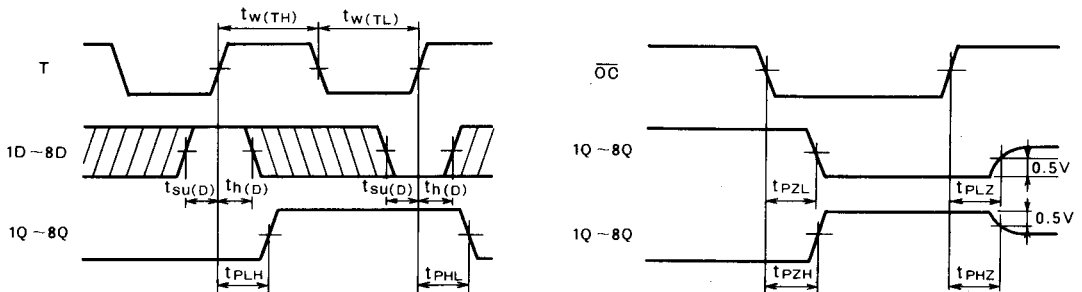 tw(TH) tw(TL)
T
1D~8D
tsu(D) th(D) tsu(D) th(D)
1Q~8Q
tPLH tPHL
OC
1Q~8Q
0.5V
tPZL tPLZ
0.5V
1Q~8Q
tPZH tPHZ